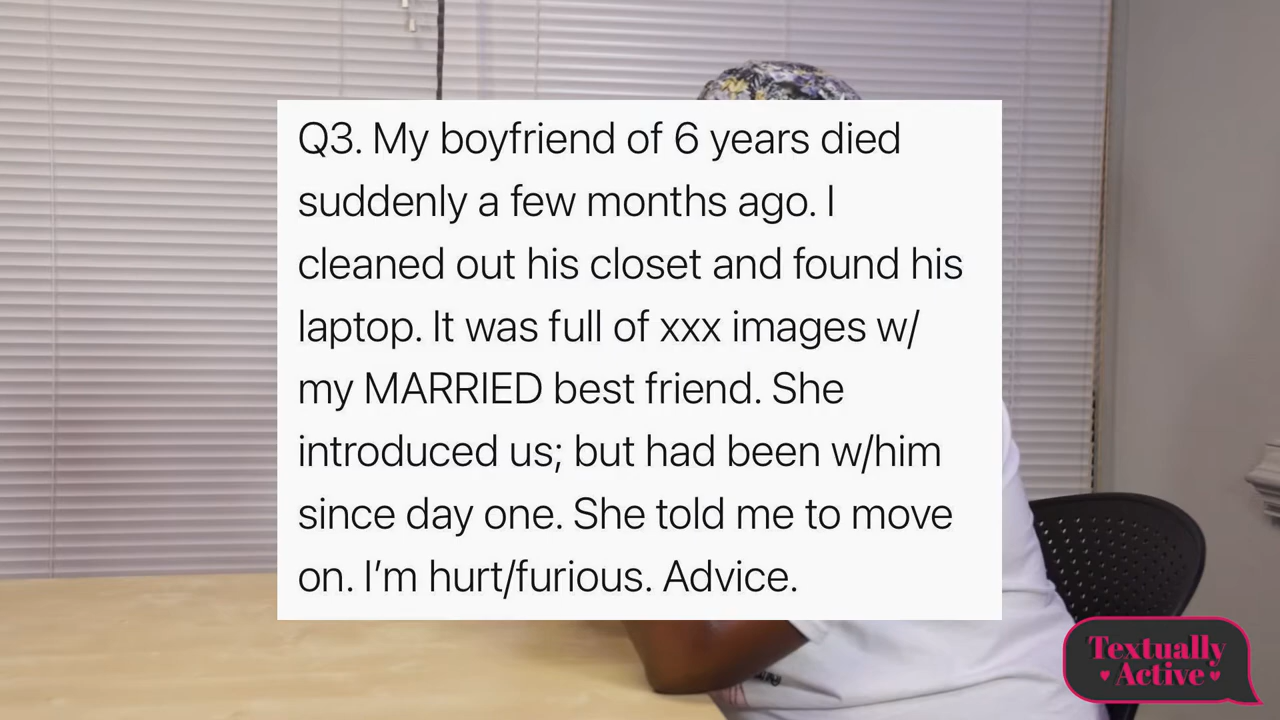 Q3. My boyfriend of 6 years died
suddenly a few months ago. I
cleaned out his closet and found his
laptop. It was full of xxx images w/
my MARRIED best friend. She
introduced us; but had been w/him
since day one. She told me to move
on. I’m hurt/furious. Advice.
Textually
Active